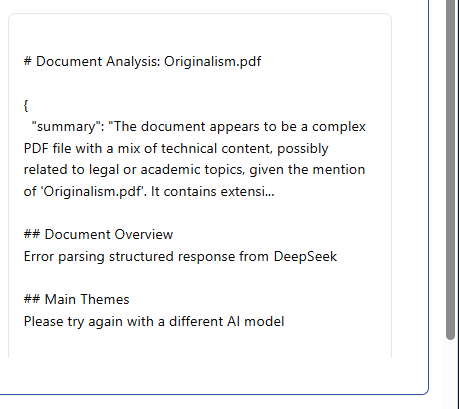 # Document Analysis: Originalism.pdf
{
"summary": "The document appears to be a complex
PDF file with a mix of technical content, possibly
related to legal or academic topics, given the mention
of 'Originalism.pdf'. It contains extensi...
## Document Overview
Error parsing structured response from DeepSeek
## Main Themes
Please try again with a different AI model